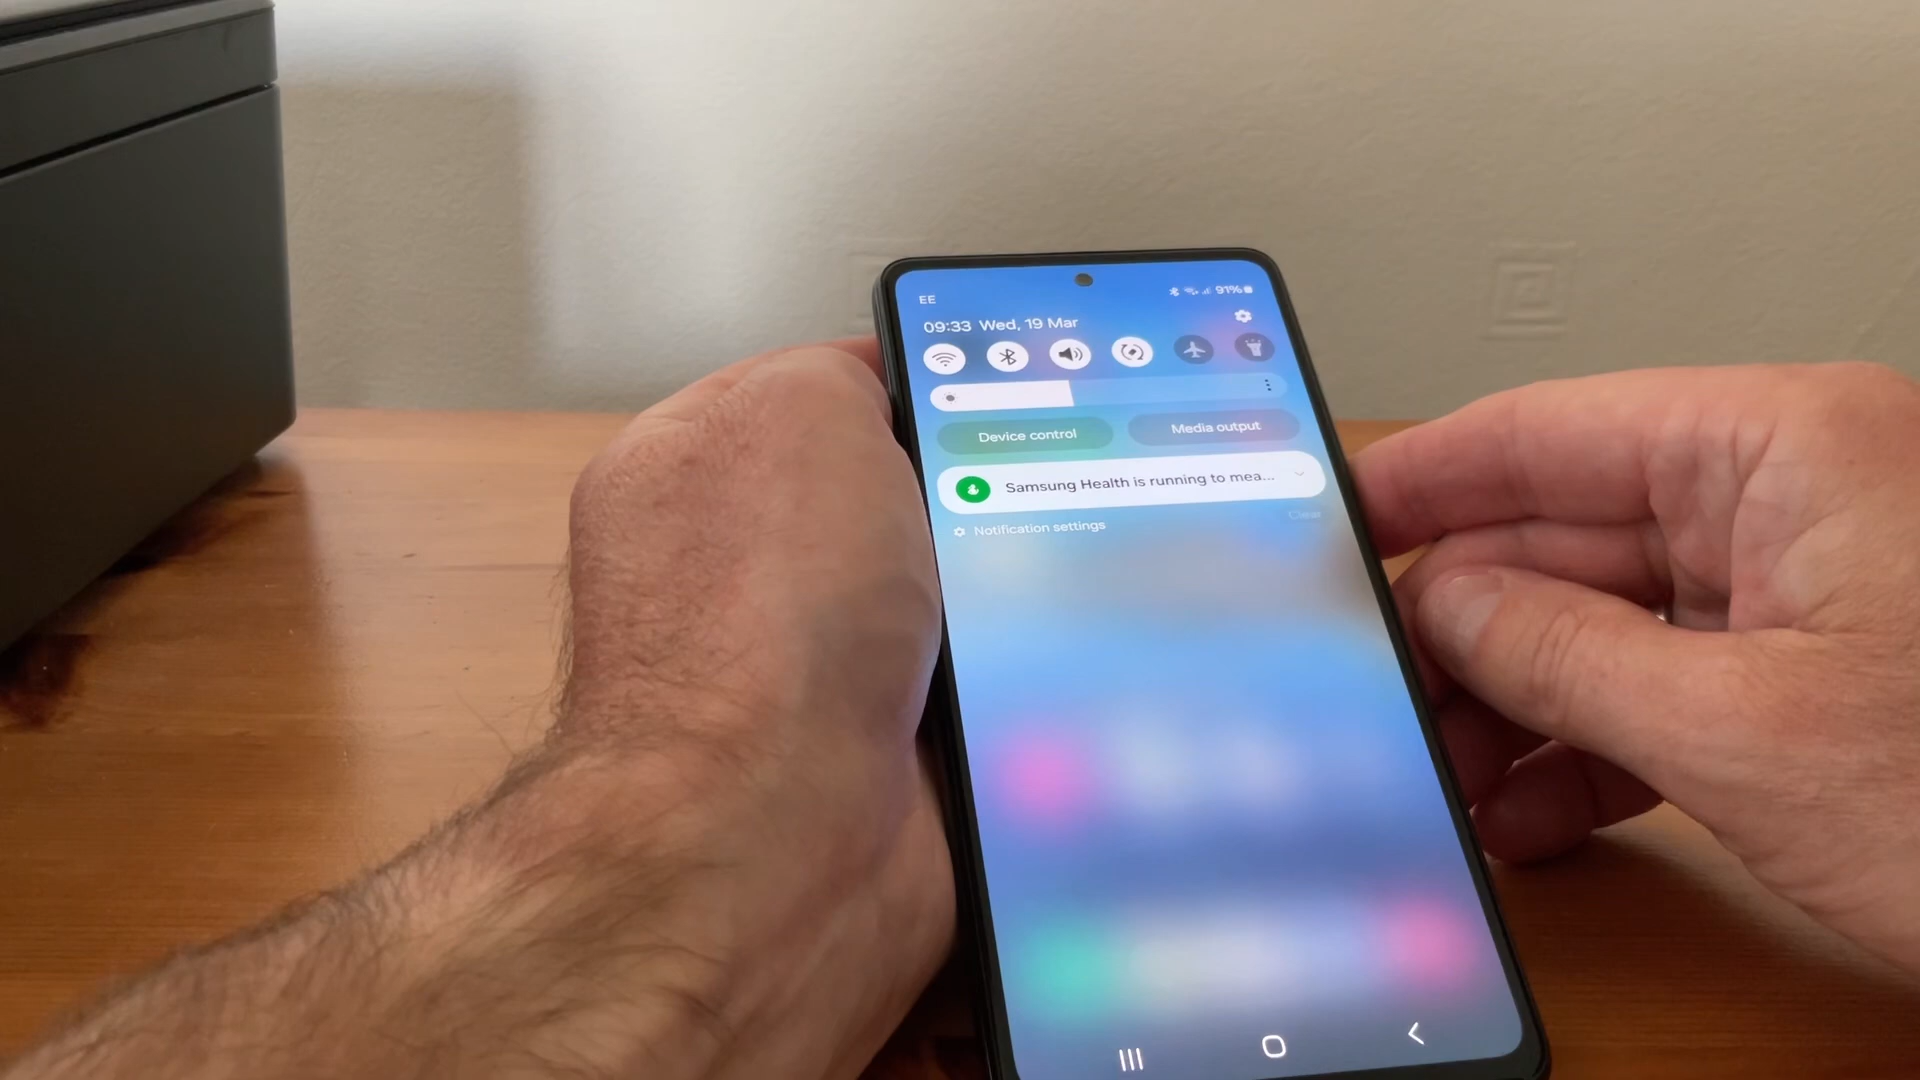 EE
91%
09:33 Wed, 19 Mar
Device control
Media output
Samsung Health is running to mea...
Notification settings
Clear